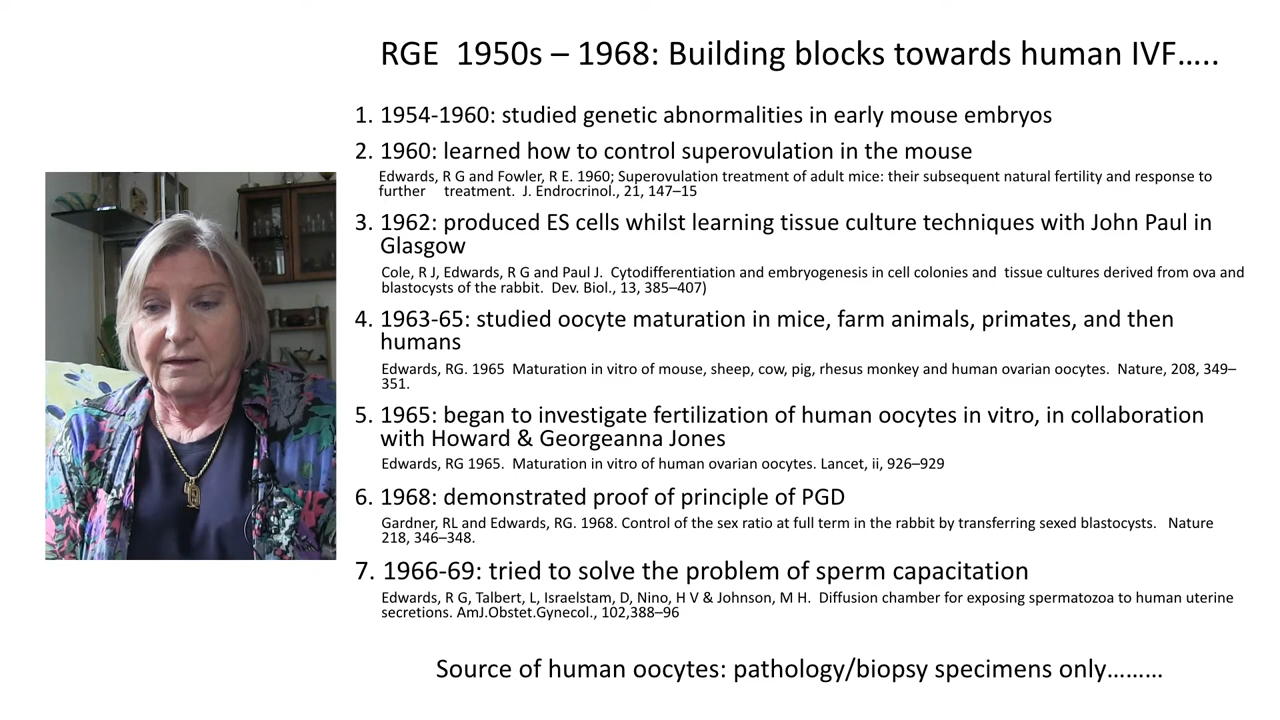 RGE 1950s – 1968: Building blocks towards human IVF…..
1. 1954-1960: studied genetic abnormalities in early mouse embryos
2. 1960: learned how to control superovulation in the mouse
Edwards, R G and Fowler, R E. 1960; Superovulation treatment of adult mice: their subsequent natural fertility and response to
further treatment. J. Endrocrinol., 21, 147–15
3. 1962: produced ES cells whilst learning tissue culture techniques with John Paul in
Glasgow
Cole, R J, Edwards, R G and Paul J. Cytodifferentiation and embryogenesis in cell colonies and tissue cultures derived from ova and
blastocysts of the rabbit. Dev. Biol., 13, 385–407)
4. 1963-65: studied oocyte maturation in mice, farm animals, primates, and then
humans
Edwards, RG. 1965 Maturation in vitro of mouse, sheep, cow, pig, rhesus monkey and human ovarian oocytes. Nature, 208, 349–
351.
5. 1965: began to investigate fertilization of human oocytes in vitro, in collaboration
with Howard & Georgeanna Jones
Edwards, RG 1965. Maturation in vitro of human ovarian oocytes. Lancet, ii, 926–929
6. 1968: demonstrated proof of principle of PGD
Gardner, RL and Edwards, RG. 1968. Control of the sex ratio at full term in the rabbit by transferring sexed blastocysts. Nature
218, 346–348.
7. 1966-69: tried to solve the problem of sperm capacitation
Edwards, R G, Talbert, L, Israelstam, D, Nino, H V & Johnson, M H. Diffusion chamber for exposing spermatozoa to human uterine
secretions. AmJ.Obstet.Gynecol., 102,388–96
Source of human oocytes: pathology/biopsy specimens only………